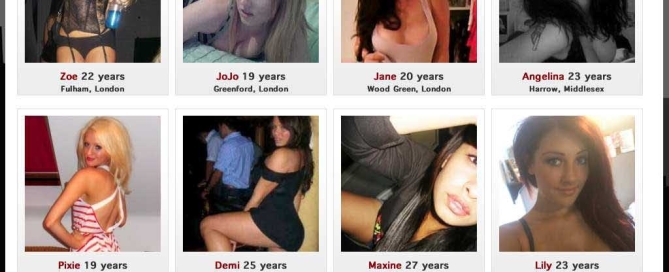 Zoe 22 years
Fulham, London
JoJo 19 years
Greenford, London
Jane 20 years
Wood Green, London
Angelina 23 years
Harrow, Middlesex
Pixie 19 years
Demi 25 years
Maxine 27 years
Lily 23 years